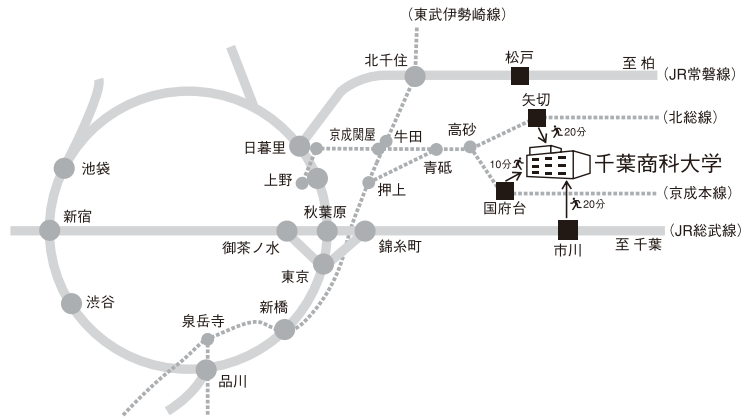 （東武伊勢崎線）
北千住
松戸
至 柏
（JR常磐線）
矢切
（北総線）
日暮里
京成関屋
牛田
高砂
20分
池袋
上野
青砥
10分
千葉商科大学
押上
（京成本線）
新宿
秋葉原
国府台
20分
御茶ノ水
錦糸町
市川
至 千葉
（JR総武線）
東京
渋谷
新橋
泉岳寺
品川